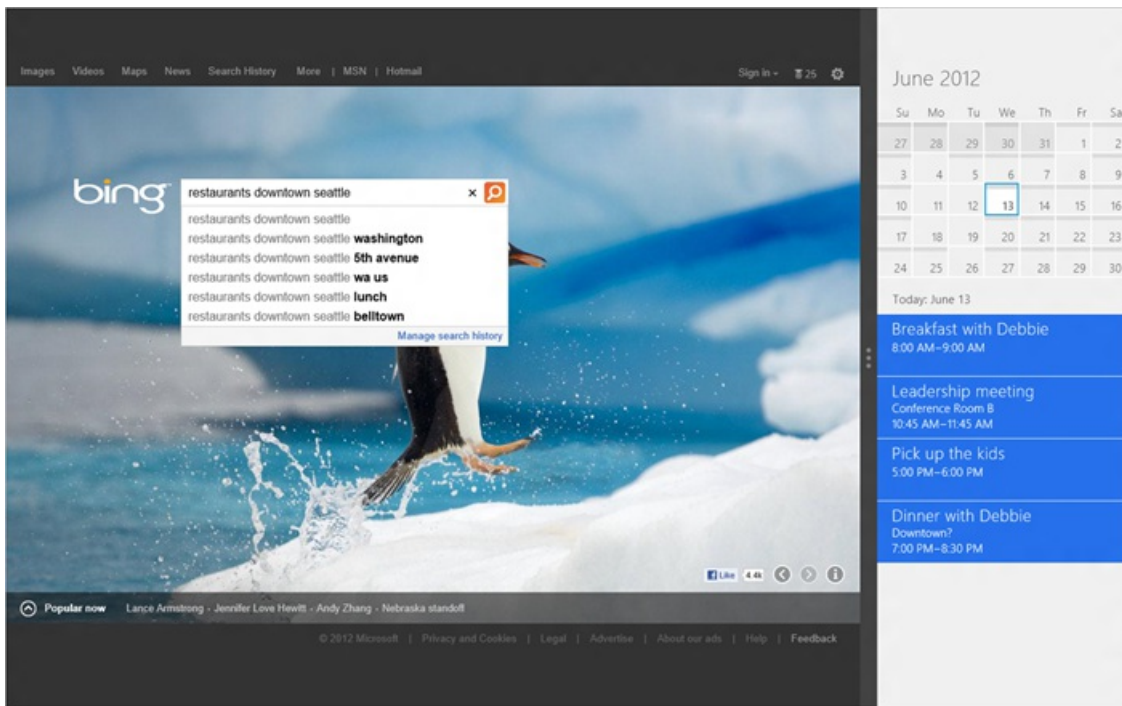 Images Videos Maps News Search History More | MSN | Hotmail
Sign in 25
bing
restaurants downtown seattle
restaurants downtown seattle
restaurants downtown seattle washington
restaurants downtown seattle 5th avenue
restaurants downtown seattle wa us
restaurants downtown seattle lunch
restaurants downtown seattle belltown
Manage search history
Like 4.4k
Popular now Lance Armstrong - Jennifer Love Hewitt - Andy Zhang - Nebraska standoff
© 2012 Microsoft | Privacy and Cookies | Legal | Advertise | About our ads | Help | Feedback
June 2012
Su Mo Tu We Th Fr Sa
27 28 29 30 31 1 2
3 4 5 6 7 8 9
10 11 12 13 14 15 16
17 18 19 20 21 22 23
24 25 26 27 28 29 30
Today: June 13
Breakfast with Debbie
8:00 AM–9:00 AM
Leadership meeting
Conference Room B
10:45 AM–11:45 AM
Pick up the kids
5:00 PM–6:00 PM
Dinner with Debbie
Downtown?
7:00 PM–8:30 PM